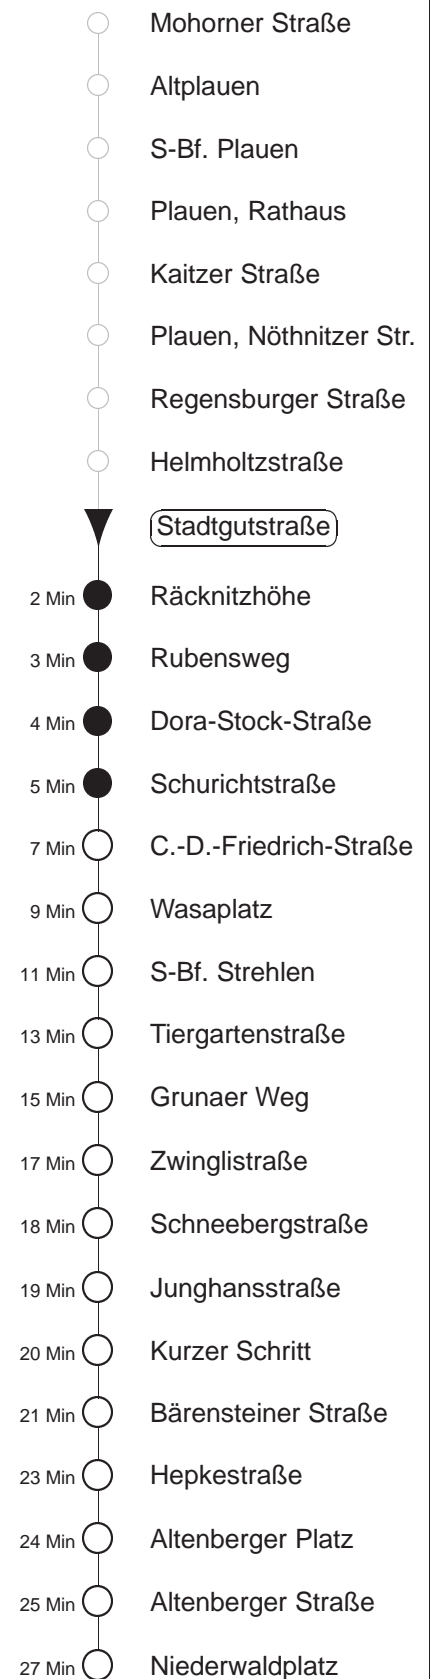 Mohorner Straße
Altplauen
S-Bf. Plauen
Plauen, Rathaus
Kaitzer Straße
Plauen, Nöthnitzer Str.
Regensburger Straße
Helmholtzstraße
Stadtgutstraße
2 Min Räcknitzhöhe
3 Min Rubensweg
4 Min Dora-Stock-Straße
5 Min Schurichtstraße
7 Min C.-D.-Friedrich-Straße
9 Min Wasaplatz
11 Min S-Bf. Strehlen
13 Min Tiergartenstraße
15 Min Grunaer Weg
17 Min Zwinglistraße
18 Min Schneebergstraße
19 Min Junghansstraße
20 Min Kurzer Schritt
21 Min Bärensteiner Straße
23 Min Hepkestraße
24 Min Altenberger Platz
25 Min Altenberger Straße
27 Min Niederwaldplatz